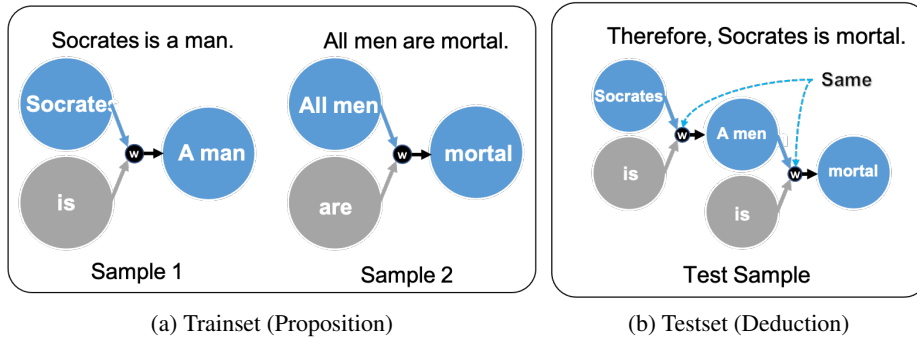 Socrates is a man.
Socrates
is
w
A man
Sample 1
All men are mortal.
All men
are
w
mortal
Sample 2
(a) Trainset (Proposition)
Therefore, Socrates is mortal.
Same
Socrates
is
w
A men
is
w
mortal
Test Sample
(b) Testset (Deduction)